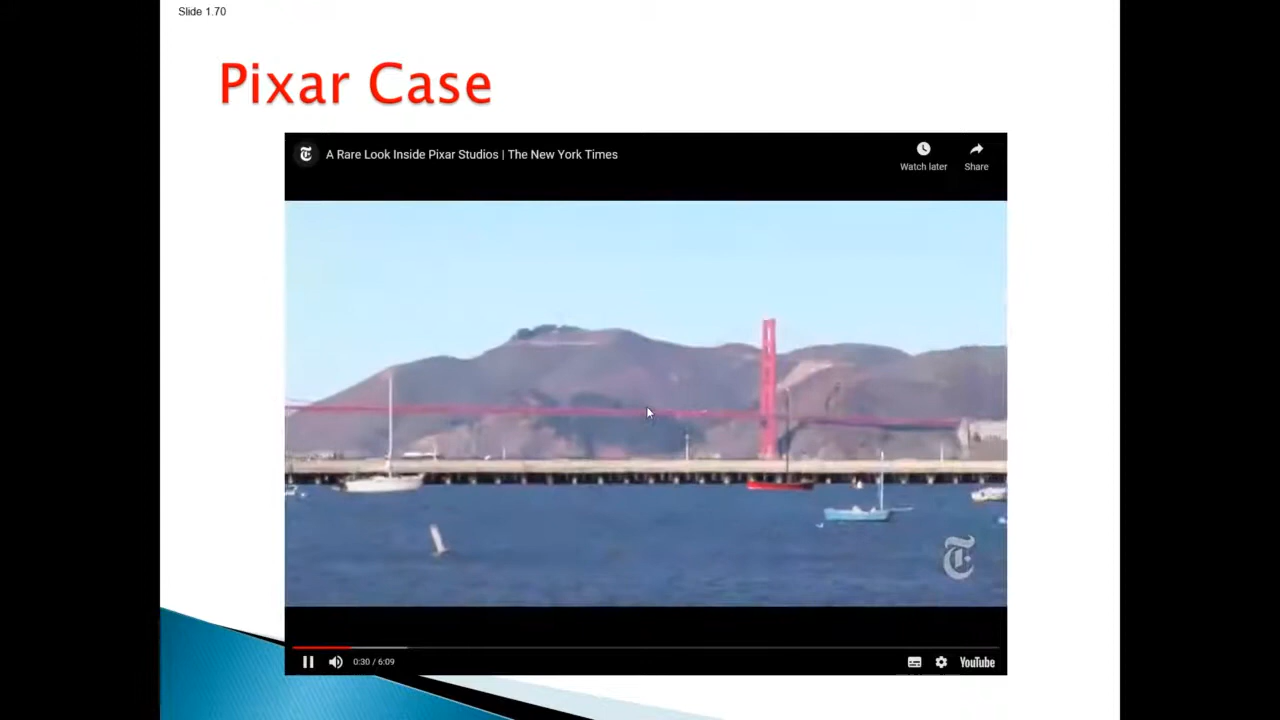 Slide 1.70
Pixar Case
A Rare Look Inside Pixar Studios | The New York Times
Watch later
Share
0:30 / 6:09
YouTube